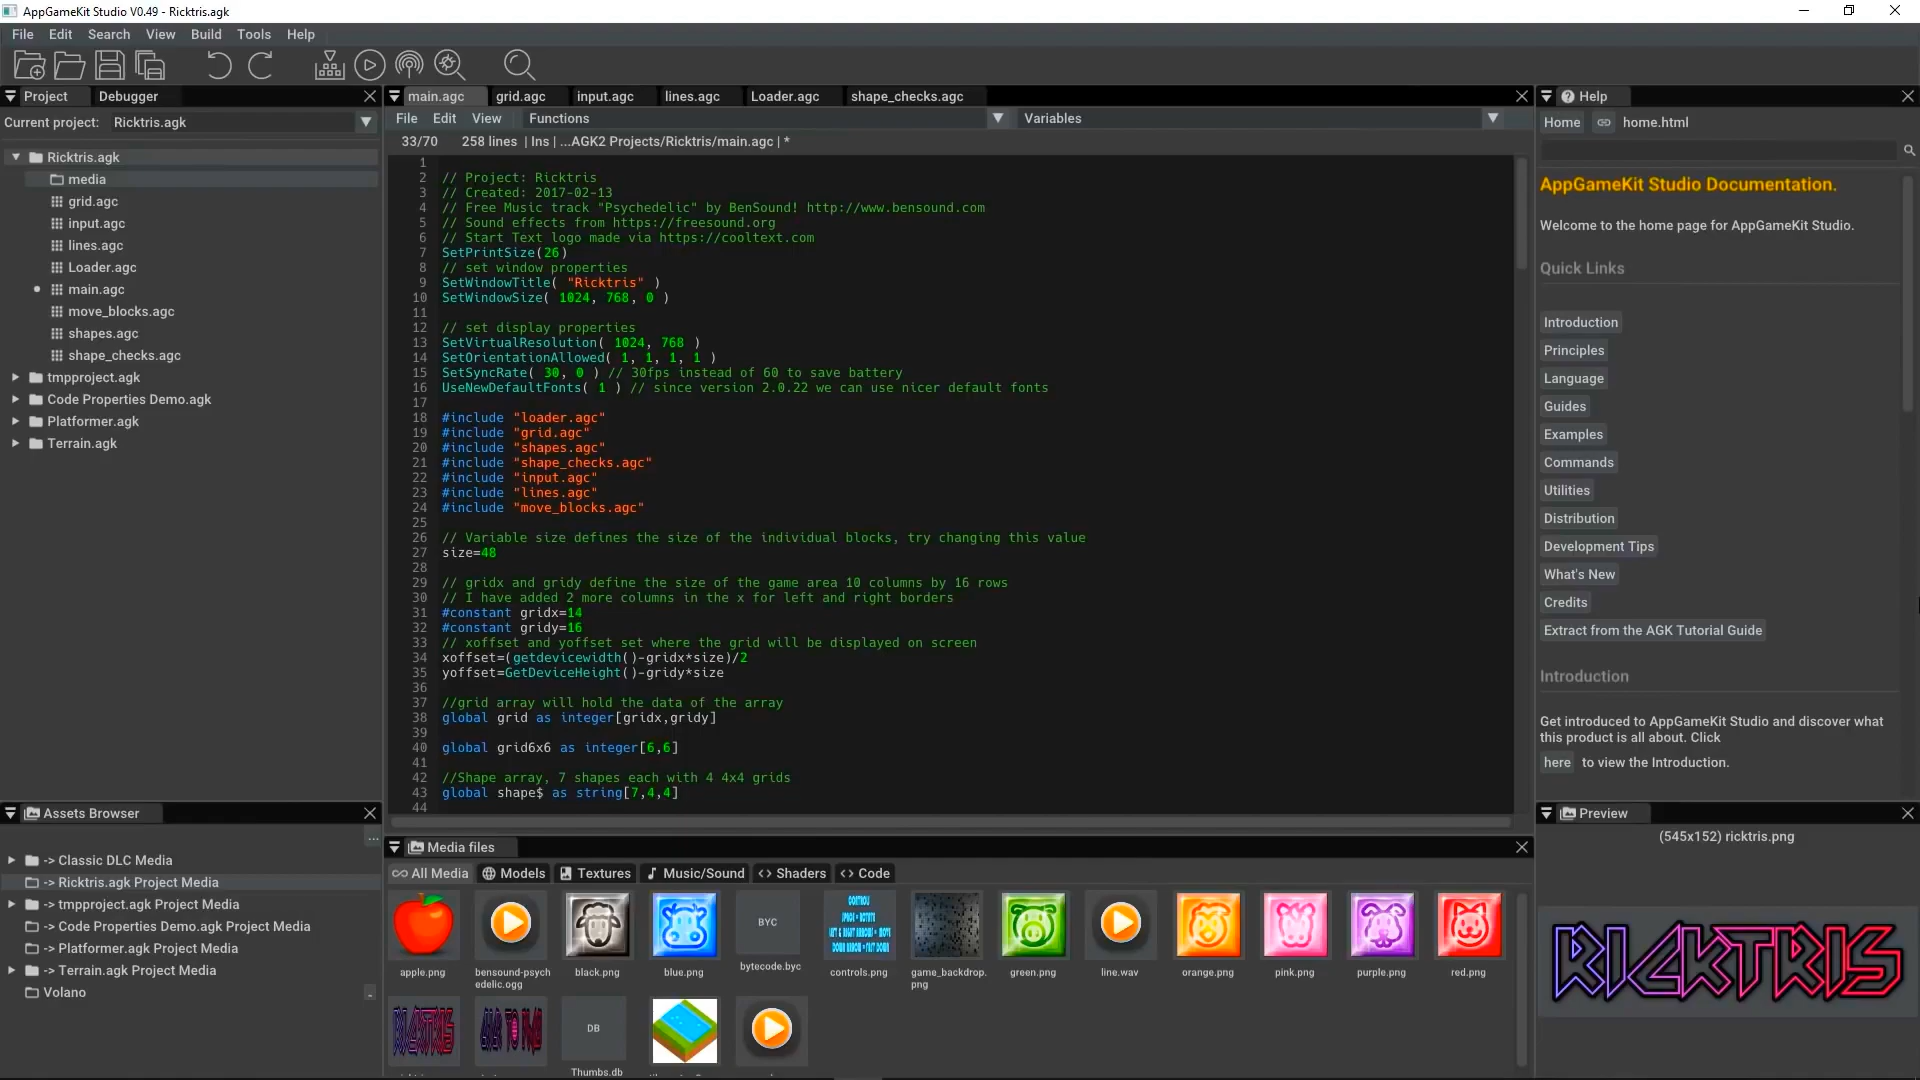 AppGameKit Studio V0.49 - Ricktris.agk
File Edit Search View Build Tools Help
Project Debugger
Current project: Ricktris.agk
Ricktris.agk
media
grid.agc
input.agc
lines.agc
Loader.agc
main.agc
move_blocks.agc
shapes.agc
shape_checks.agc
tmpproject.agk
Code Properties Demo.agk
Platformer.agk
Terrain.agk
Assets Browser
...
-> Classic DLC Media
-> Ricktris.agk Project Media
-> tmpproject.agk Project Media
-> Code Properties Demo.agk Project Media
-> Platformer.agk Project Media
-> Terrain.agk Project Media
Volano
main.agc grid.agc input.agc lines.agc Loader.agc shape_checks.agc
File Edit View Functions Variables
33/70 258 lines | Ins | ...AGK2 Projects/Ricktris/main.agc | *
1
2 // Project: Ricktris
3 // Created: 2017-02-13
4 // Free Music track "Psychedelic" by BenSound! http://www.bensound.com
5 // Sound effects from https://freesound.org
6 // Start Text logo made via https://cooltext.com
7 SetPrintSize(26)
8 // set window properties
9 SetWindowTitle( "Ricktris" )
10 SetWindowSize( 1024, 768, 0 )
11
12 // set display properties
13 SetVirtualResolution( 1024, 768 )
14 SetOrientationAllowed( 1, 1, 1, 1 )
15 SetSyncRate( 30, 0 ) // 30fps instead of 60 to save battery
16 UseNewDefaultFonts( 1 ) // since version 2.0.22 we can use nicer default fonts
17
18 #include "loader.agc"
19 #include "grid.agc"
20 #include "shapes.agc"
21 #include "shape_checks.agc"
22 #include "input.agc"
23 #include "lines.agc"
24 #include "move_blocks.agc"
25
26 // Variable size defines the size of the individual blocks, try changing this value
27 size=48
28
29 // gridx and gridy define the size of the game area 10 columns by 16 rows
30 // I have added 2 more columns in the x for left and right borders
31 #constant gridx=14
32 #constant gridy=16
33 // xoffset and yoffset set where the grid will be displayed on screen
34 xoffset=(getdevicewidth()-gridx*size)/2
35 yoffset=GetDeviceHeight()-gridy*size
36
37 //grid array will hold the data of the array
38 global grid as integer[gridx,gridy]
39
40 global grid6x6 as integer[6,6]
41
42 //Shape array, 7 shapes each with 4 4x4 grids
43 global shape$ as string[7,4,4]
44
Media files
All Media Models Textures Music/Sound <> Shaders <> Code
BYC
CONTROLS
SPACE = ROTATE
LEFT & RIGHT ARROWS = MOVE
DOWN ARROW = FAST DOWN
apple.png bensound-psychedelic.ogg black.png blue.png bytecode.byc controls.png game_backdrop.png green.png line.wav orange.png pink.png purple.png red.png
RICKTRIS
DB
Thumbs.db
Help
Home home.html
AppGameKit Studio Documentation.
Welcome to the home page for AppGameKit Studio.
Quick Links
Introduction
Principles
Language
Guides
Examples
Commands
Utilities
Distribution
Development Tips
What's New
Credits
Extract from the AGK Tutorial Guide
Introduction
Get introduced to AppGameKit Studio and discover what
this product is all about. Click
here to view the Introduction.
Preview
(545x152) ricktris.png
RICKTRIS